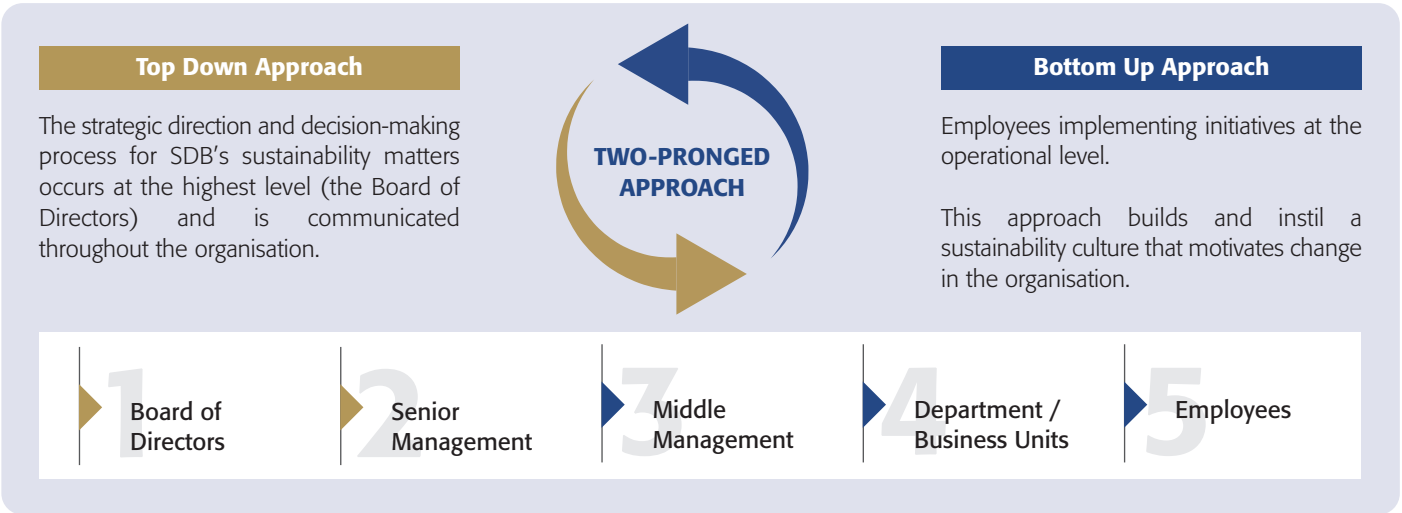 Top Down Approach
The strategic direction and decision-making
process for SDB's sustainability matters
occurs at the highest level (the Board of
Directors) and is communicated
throughout the organisation.
TWO-PRONGED
APPROACH
Bottom Up Approach
Employees implementing initiatives at the
operational level.
This approach builds and instil a
sustainability culture that motivates change
in the organisation.
1
Board of
Directors
2
Senior
Management
3
Middle
Management
4
Department /
Business Units
5
Employees